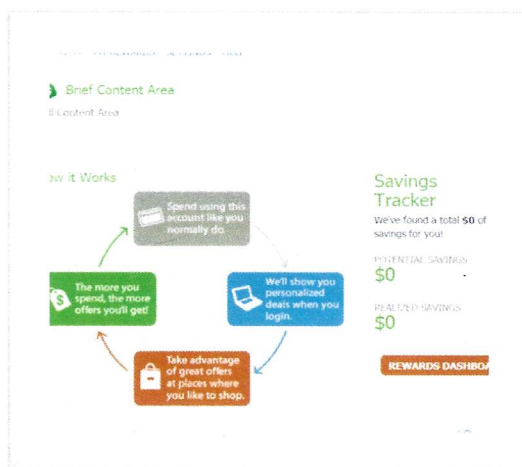 Brief Content Area
Content Area
ow it Works
Spend using this
account like you
normally do.
We'll show you
personalized
deals when you
login.
Take advantage
of great offers
at places where
you like to shop.
The more you
spend, the more
offers you'll get!
Savings
Tracker
We've found a total $0 of
savings for you!
POTENTIAL SAVINGS
$0
REALIZED SAVINGS
$0
REWARDS DASHBOA